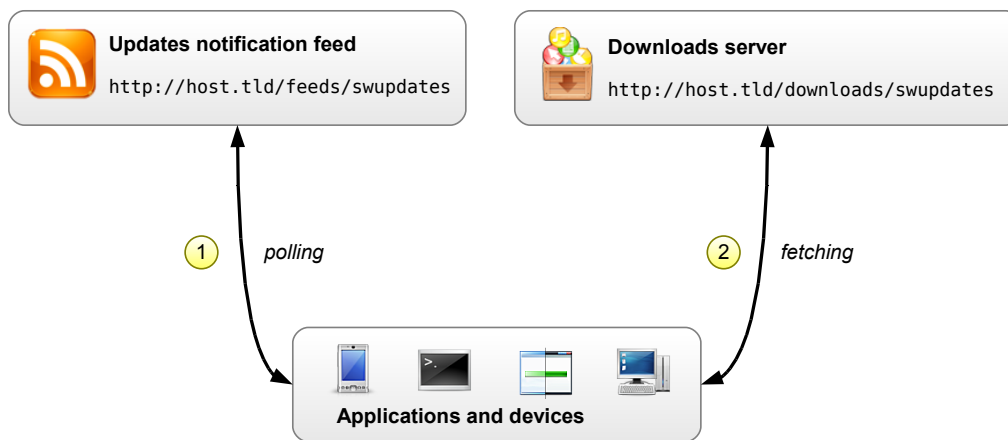 Updates notification feed
http://host.tld/feeds/swupdates
Downloads server
http://host.tld/downloads/swupdates
1
polling
2
fetching
>.
Applications and devices